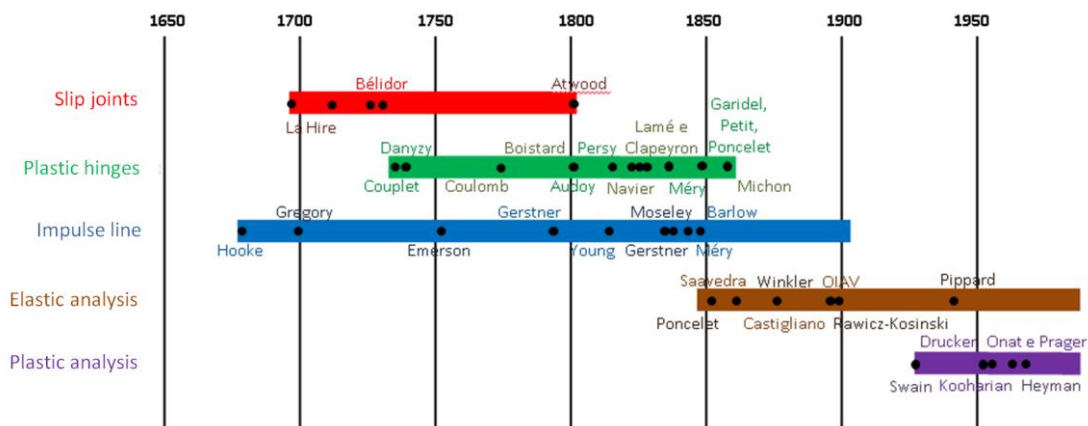 1650 1700 1750 1800 1850 1900 1950
Slip joints
Bélidor Atwood
La Hire
Garidel,
Petit,
Poncelet
Plastic hinges
Danyzy Boistard Persy Lamé e
Clapeyron
Couplet Coulomb Audoy Navier Méry Michon
Impulse line
Gregory Gerstner Moseley Barlow
Hooke Emerson Young Gerstner Méry
Elastic analysis
Saavedra Winkler OIAV Pippard
Poncelet Castigliano Rawicz-Kosinski
Plastic analysis
Drucker Onat e Prager
Swain Kooharian Heyman